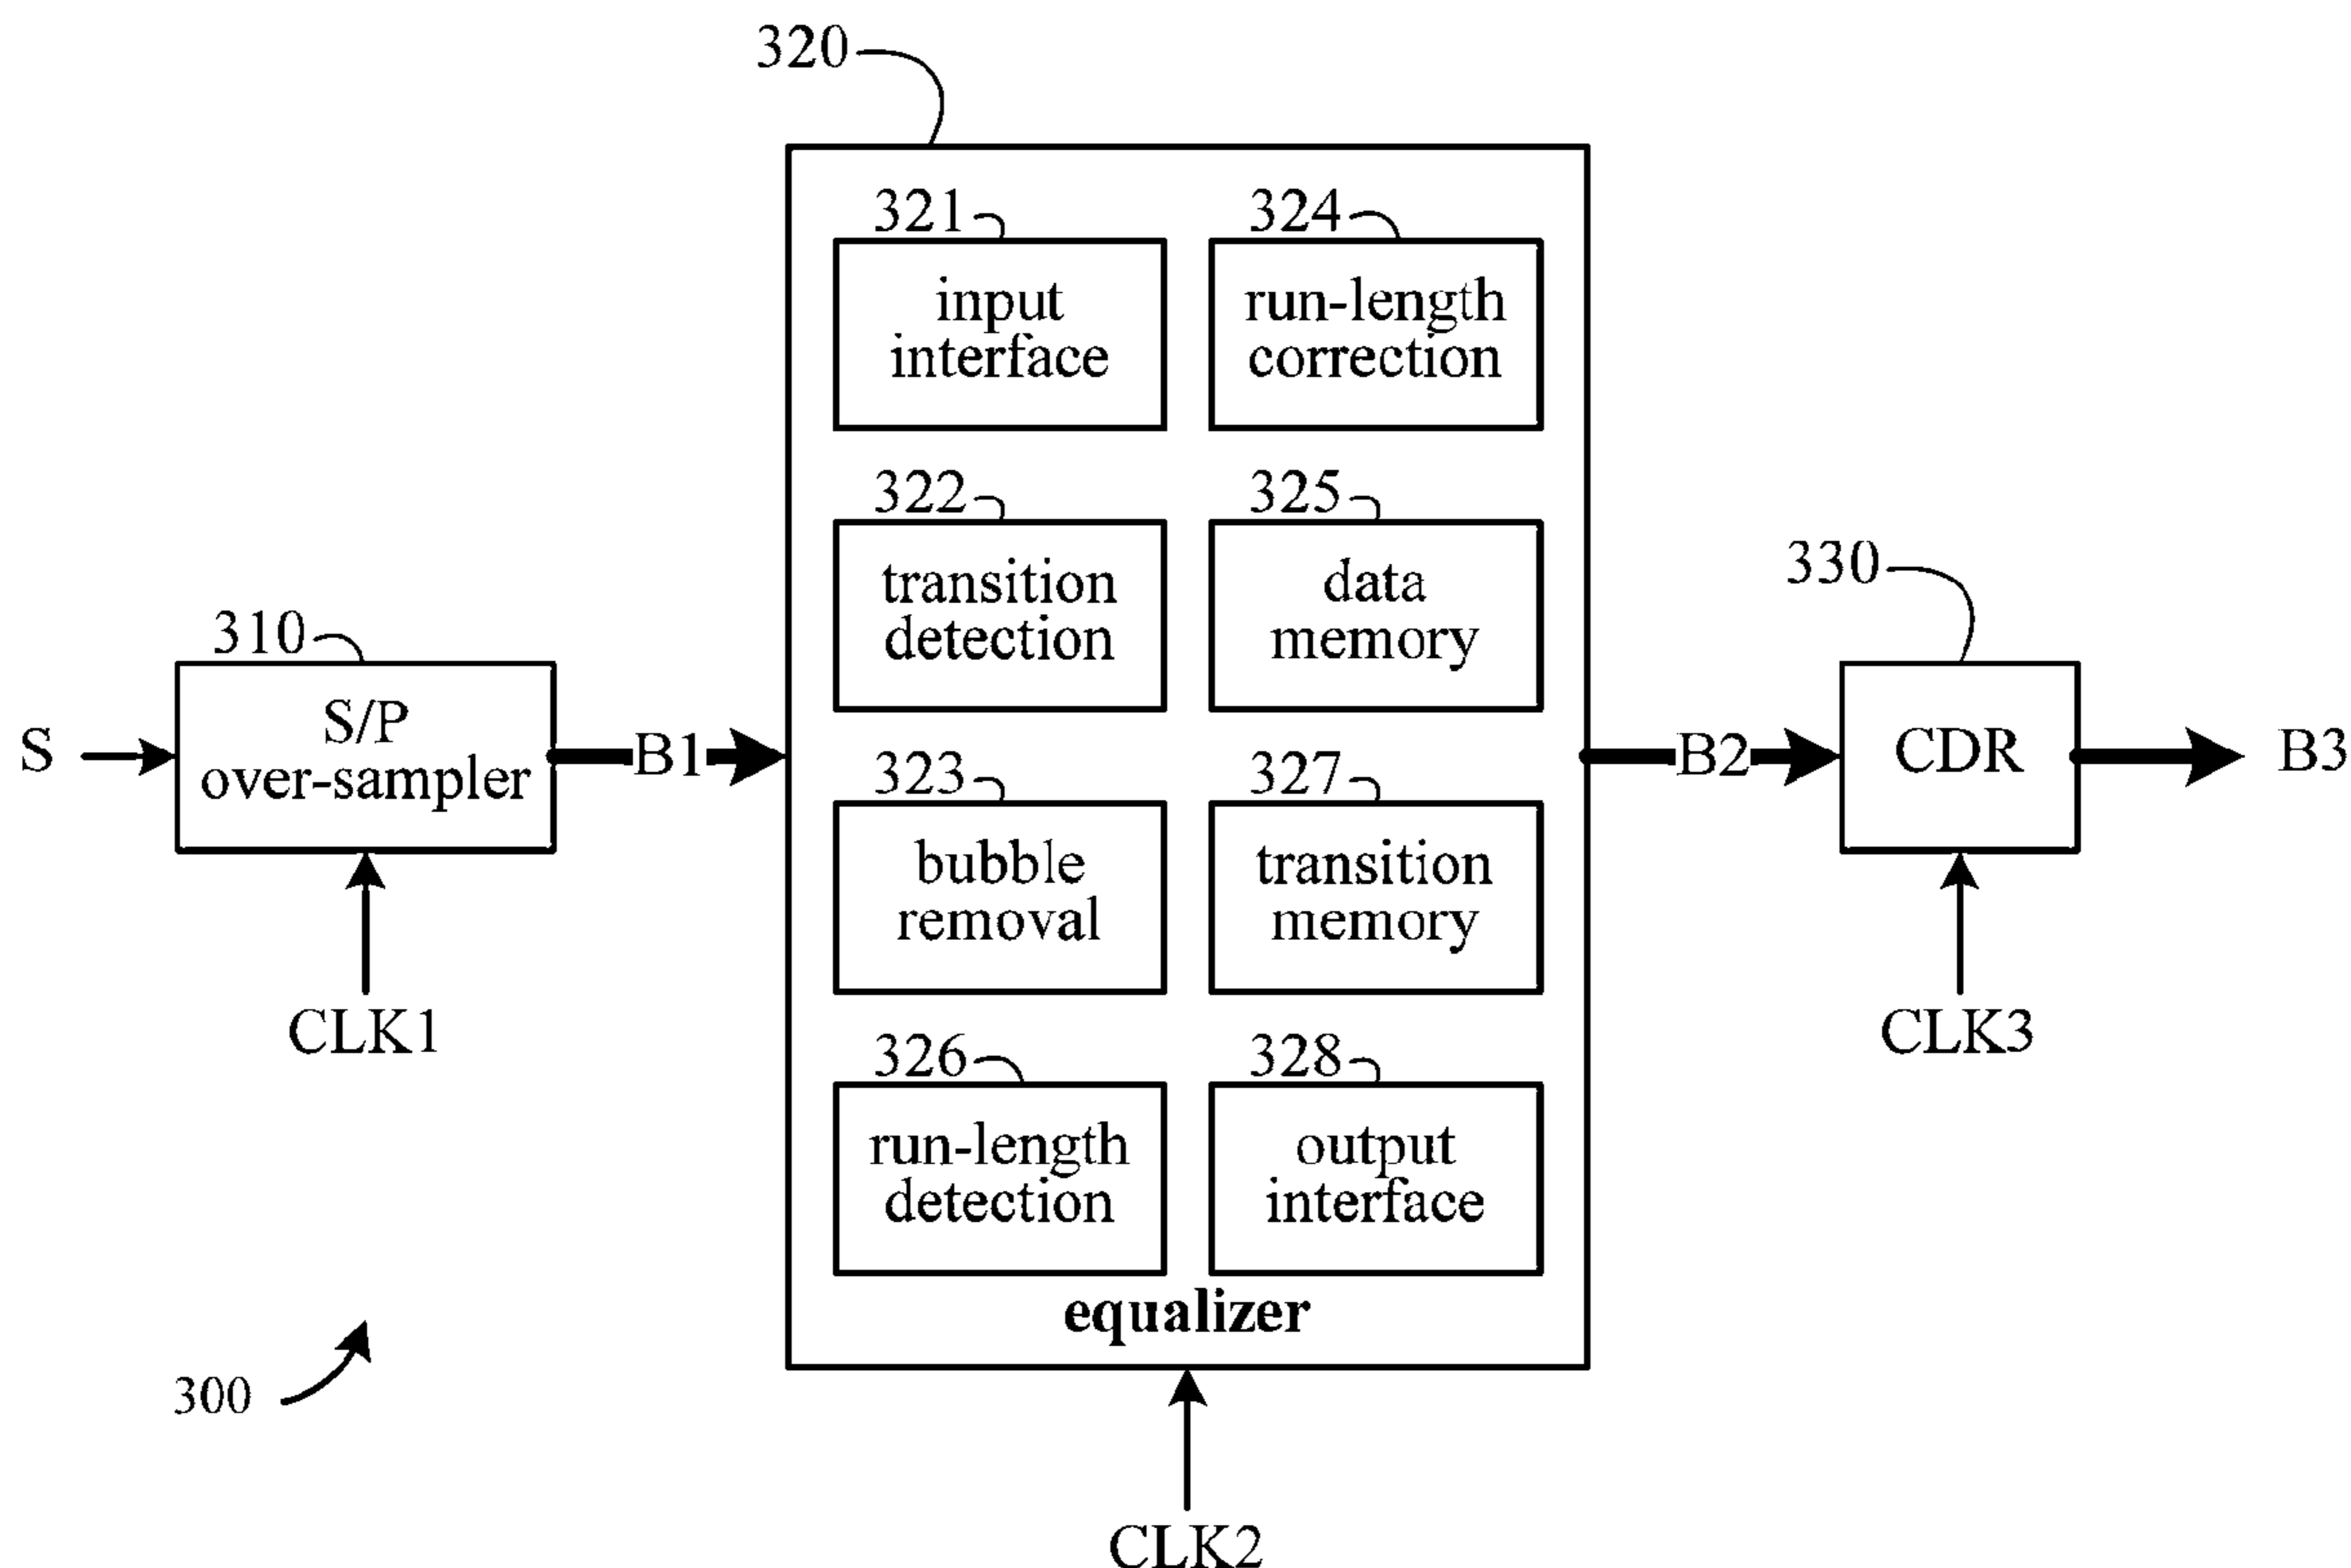 320
321
324
input
interface
run-length
correction
322
325
transition
detection
data
memory
330
310
S/P
over-sampler
S
B1
B2
CDR
B3
323
327
bubble
removal
transition
memory
CLK1
CLK3
326
328
run-length
detection
output
interface
equalizer
300
CLK2